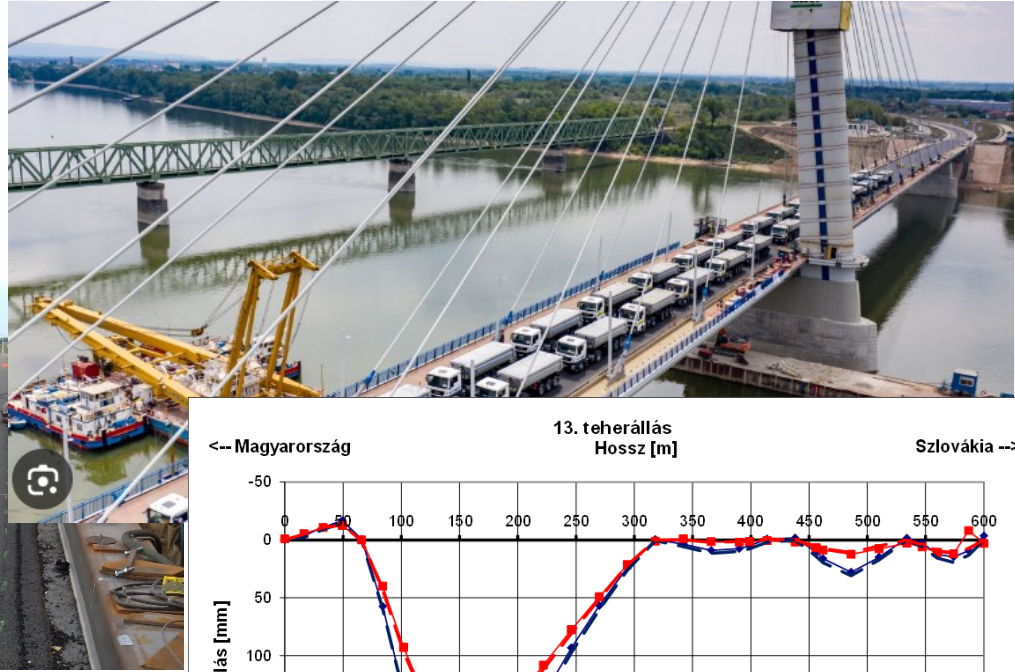 13. teherállás
<-- Magyarország
Hossz [m]
Szlovákia -->
-50
0 50 100 150 200 250 300 350 400 450 500 550 600
0
50
100
[mm]